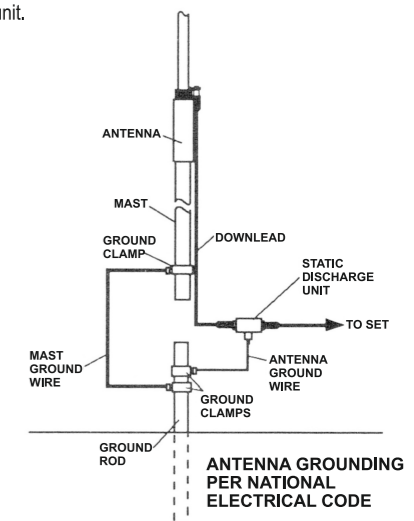 unit.
ANTENNA
MAST
GROUND
CLAMP
DOWNLEAD
STATIC
DISCHARGE
UNIT
TO SET
MAST
GROUND
WIRE
ANTENNA
GROUND
WIRE
GROUND
CLAMPS
GROUND
ROD
ANTENNA GROUNDING
PER NATIONAL
ELECTRICAL CODE